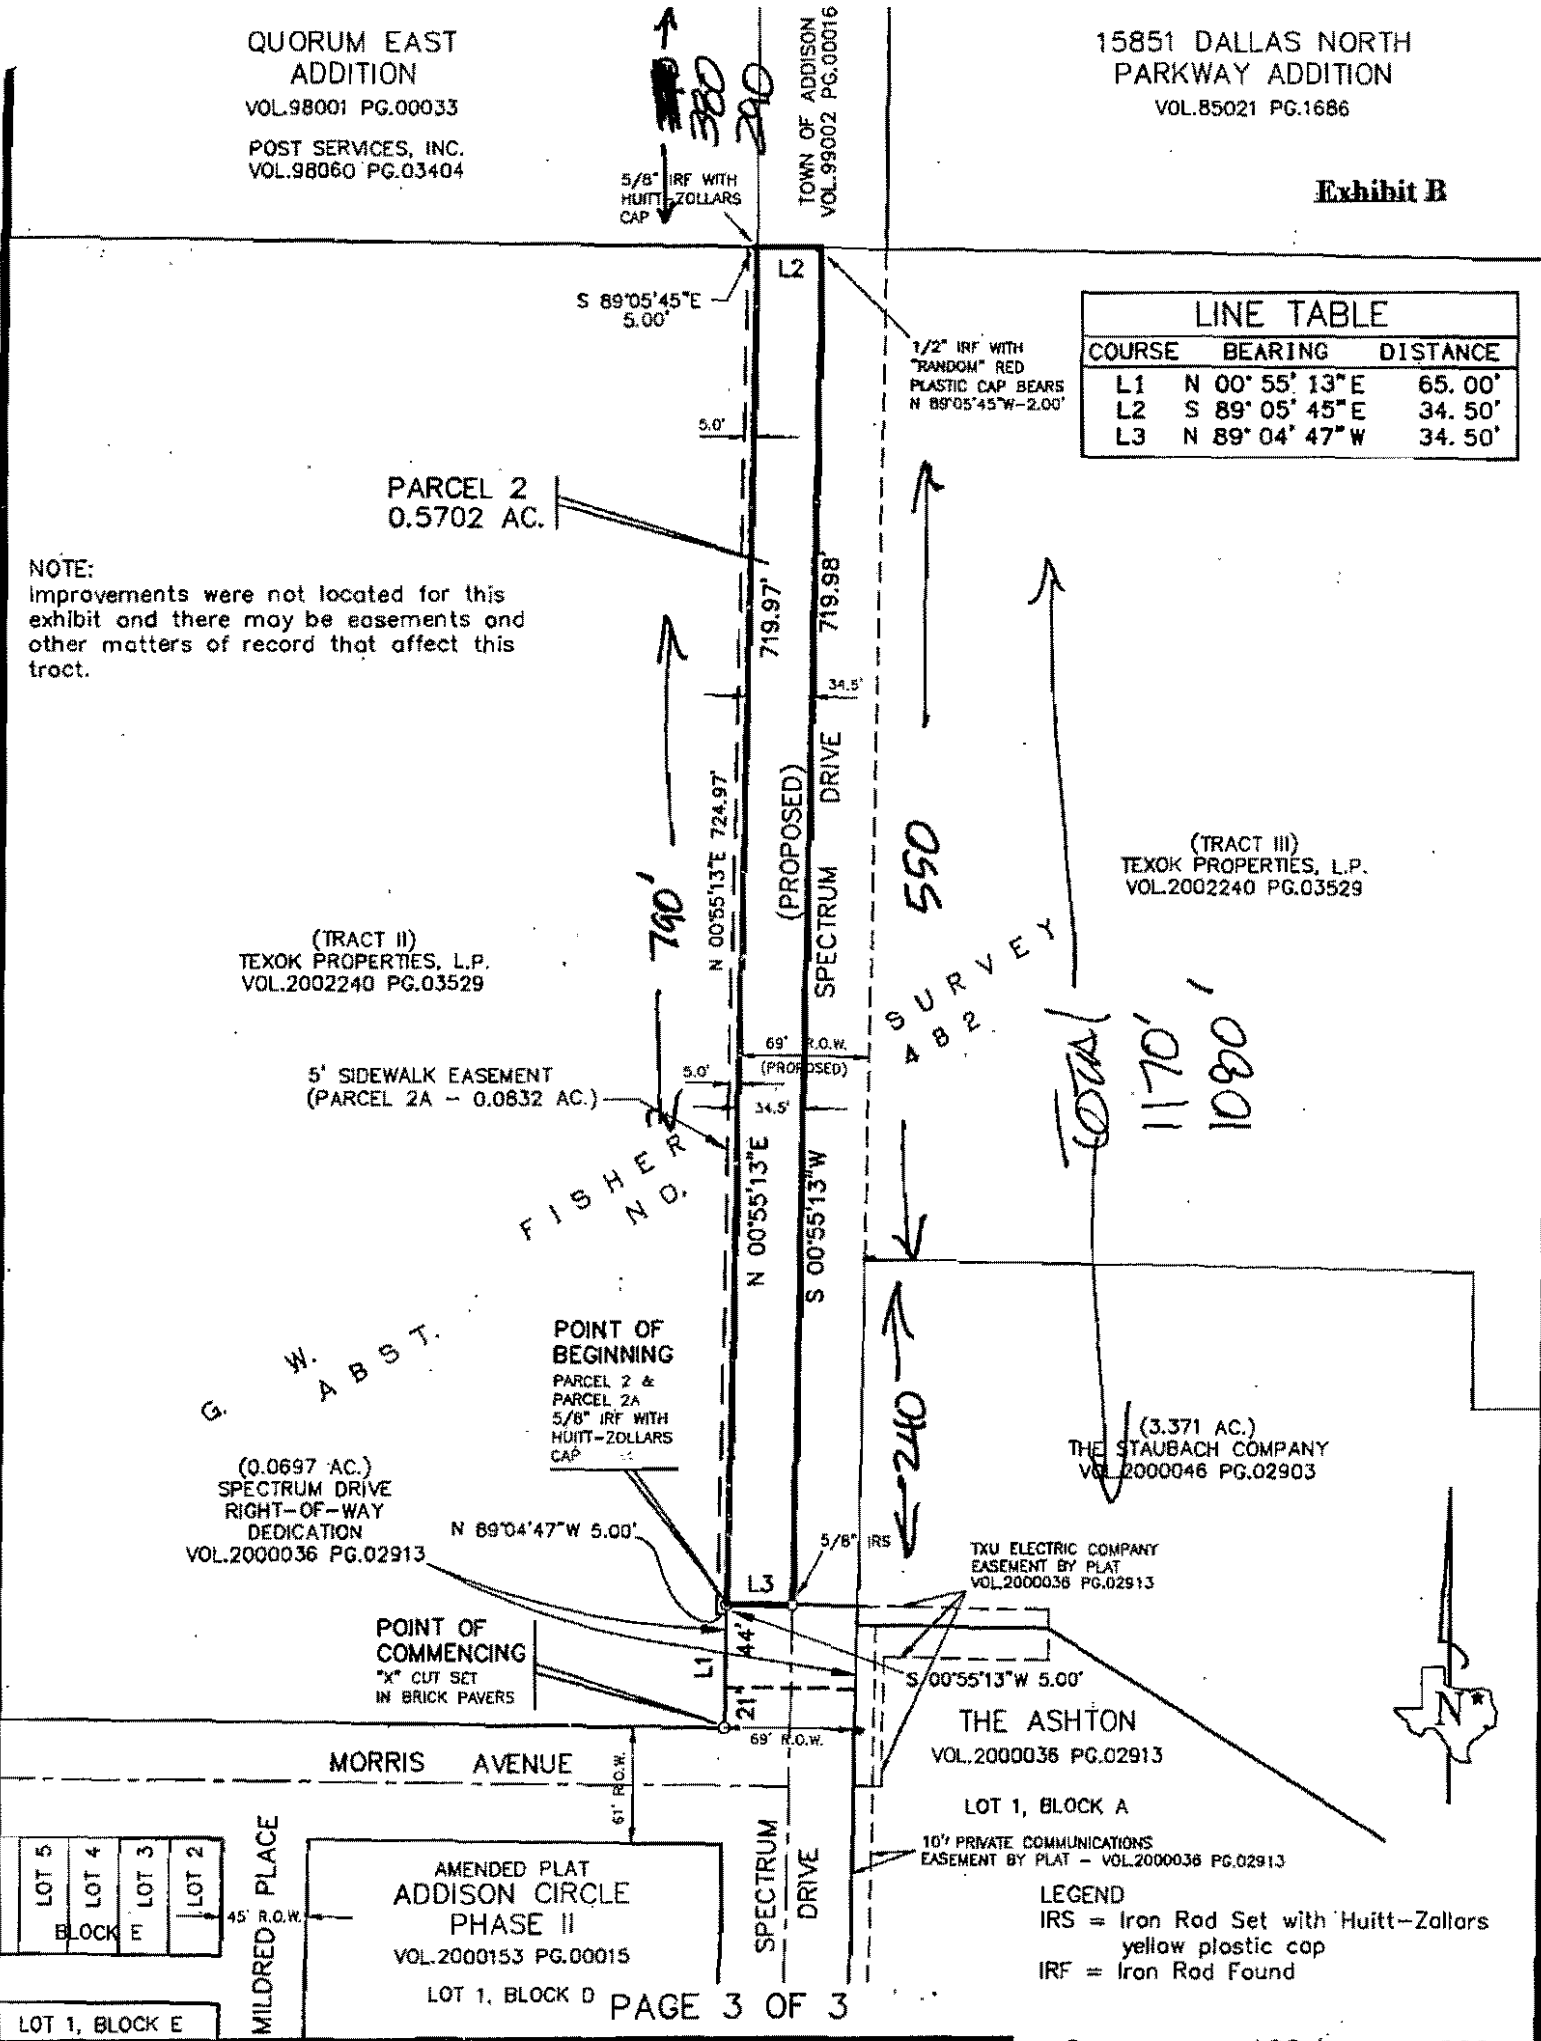 QUORUM EAST
ADDITION
VOL.98001 PG.00033
POST SERVICES, INC.
VOL.98060 PG.03404
380
290
TOWN OF ADDISON
VOL.99002 PG.00016
15851 DALLAS NORTH
PARKWAY ADDITION
VOL.85021 PG.1686
Exhibit B
5/8" IRF WITH
HUITT-ZOLLARS
CAP
L2
S 89°05'45"E
5.00'
1/2" IRF WITH
"RANDOM" RED
PLASTIC CAP BEARS
N 89°05'45"W-2.00'
LINE TABLE
COURSE BEARING DISTANCE
L1 N 00° 55' 13" E 65.00'
L2 S 89° 05' 45" E 34.50'
L3 N 89° 04' 47" W 34.50'
5.0'
PARCEL 2
0.5702 AC.
NOTE:
Improvements were not located for this
exhibit and there may be easements and
other matters of record that affect this
tract.
719.97'
719.98'
34.5'
N 00°55'13"E 724.97'
(PROPOSED)
SPECTRUM DRIVE
790'
550
(TRACT III)
TEXOK PROPERTIES, L.P.
VOL.2002240 PG.03529
(TRACT II)
TEXOK PROPERTIES, L.P.
VOL.2002240 PG.03529
SURVEY
482
TOTAL
1170'
1080'
69' R.O.W.
(PROPOSED)
5' SIDEWALK EASEMENT
(PARCEL 2A - 0.0832 AC.)
5.0'
34.5'
N 00°55'13"E
S 00°55'13"W
FISHER
NO.
G. W.
ABST.
POINT OF
BEGINNING
PARCEL 2 &
PARCEL 2A
5/8" IRF WITH
HUITT-ZOLLARS
CAP
240
(3.371 AC.)
THE STAUBACH COMPANY
VOL.2000046 PG.02903
(0.0697 AC.)
SPECTRUM DRIVE
RIGHT-OF-WAY
DEDICATION
VOL.2000036 PG.02913
N 89°04'47"W 5.00'
5/8" IRS
TXU ELECTRIC COMPANY
EASEMENT BY PLAT
VOL.2000036 PG.02913
L3
POINT OF
COMMENCING
"X" CUT SET
IN BRICK PAVERS
L1
44'
21'
S 00°55'13"W 5.00'
69' R.O.W.
THE ASHTON
VOL.2000036 PG.02913
LOT 1, BLOCK A
N
MORRIS AVENUE
61' R.O.W.
10' PRIVATE COMMUNICATIONS
EASEMENT BY PLAT - VOL.2000036 PG.02913
LOT 5
LOT 4
LOT 3
LOT 2
BLOCK E
45' R.O.W.
MILDRED PLACE
AMENDED PLAT
ADDISON CIRCLE
PHASE II
VOL.2000153 PG.00015
LOT 1, BLOCK D
SPECTRUM
DRIVE
LEGEND
IRS = Iron Rod Set with Huitt-Zollars
yellow plastic cap
IRF = Iron Rod Found
LOT 1, BLOCK E
PAGE 3 OF 3